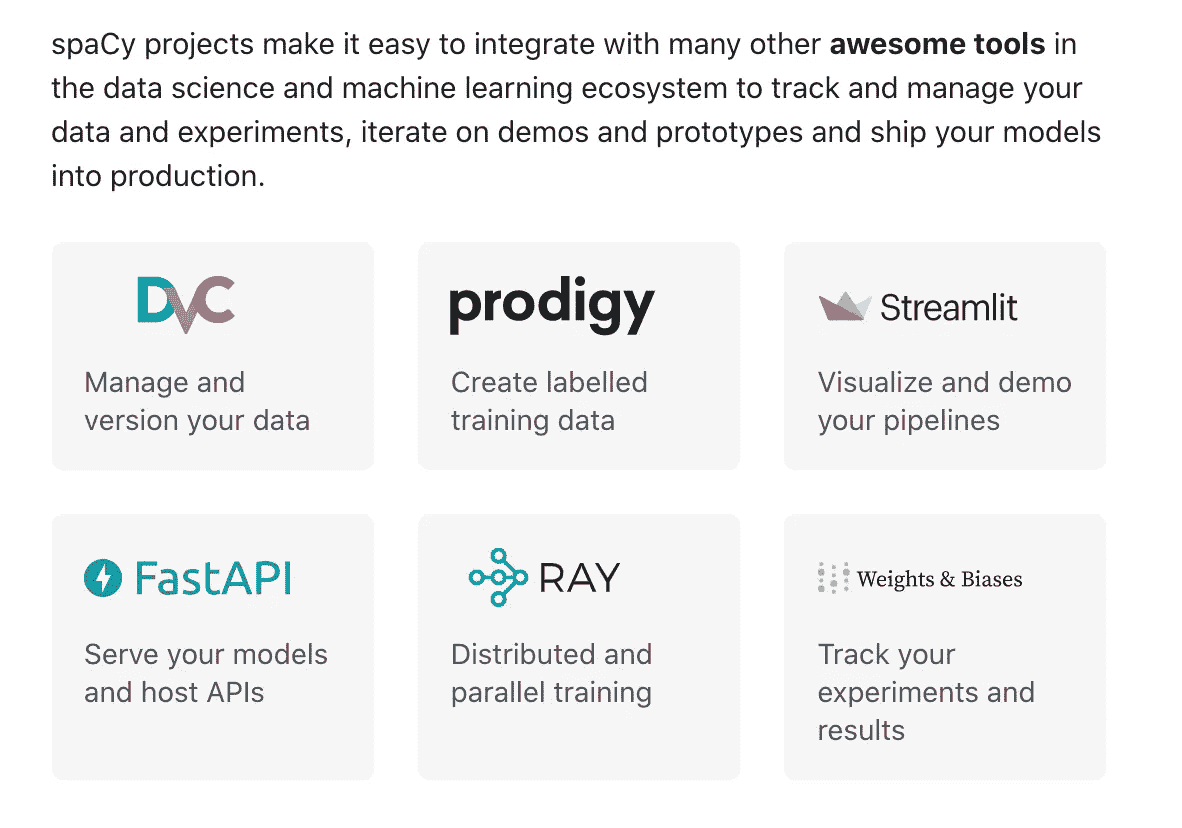 spaCy projects make it easy to integrate with many other awesome tools in
the data science and machine learning ecosystem to track and manage your
data and experiments, iterate on demos and prototypes and ship your models
into production.
DVC
Manage and
version your data
prodigy
Create labelled
training data
Streamlit
Visualize and demo
your pipelines
FastAPI
Serve your models
and host APIs
RAY
Distributed and
parallel training
Weights & Biases
Track your
experiments and
results